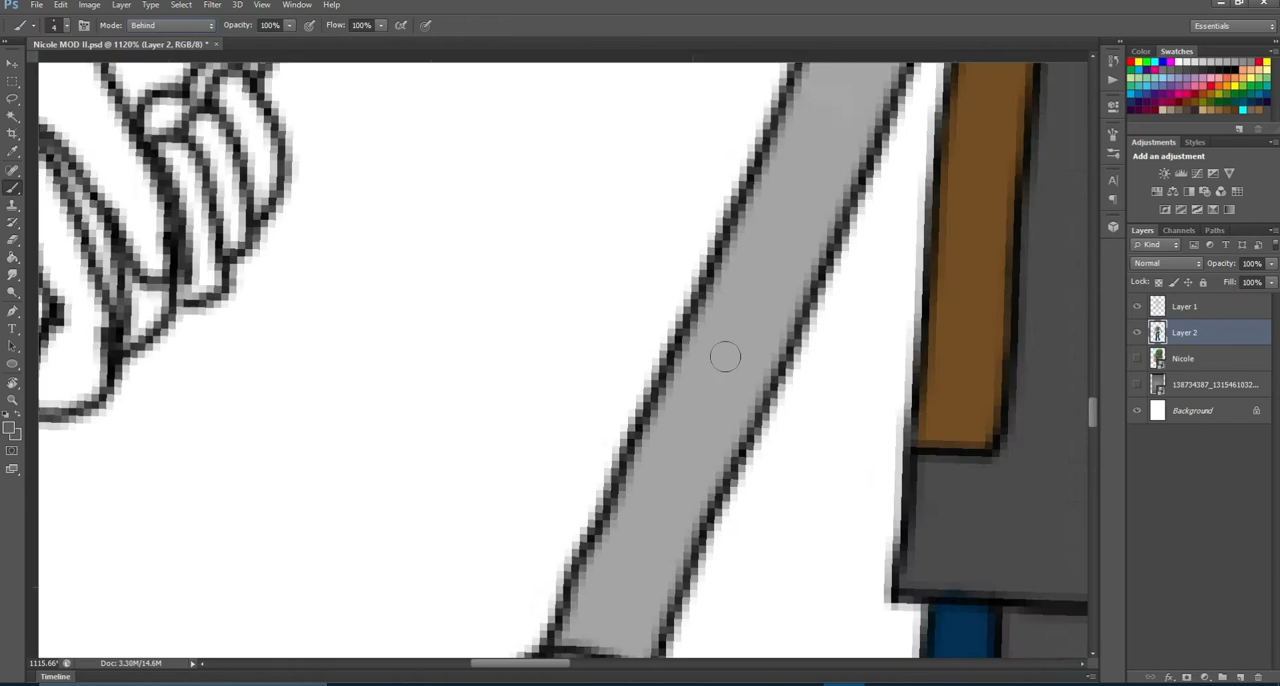 Ps File Edit Image Layer Type Select Filter 3D View Window Help
4 Mode: Behind Opacity: 100% Flow: 100% Essentials
Nicole MOD II.psd @ 1120% (Layer 2, RGB/8) * ×
Color Swatches
Adjustments Styles
Add an adjustment
Layers Channels Paths
Kind
Normal Opacity: 100%
Lock: Fill: 100%
Layer 1
Layer 2
Nicole
138734387_1315461032...
Background
1115.66% Doc: 3.30M/14.6M
Timeline